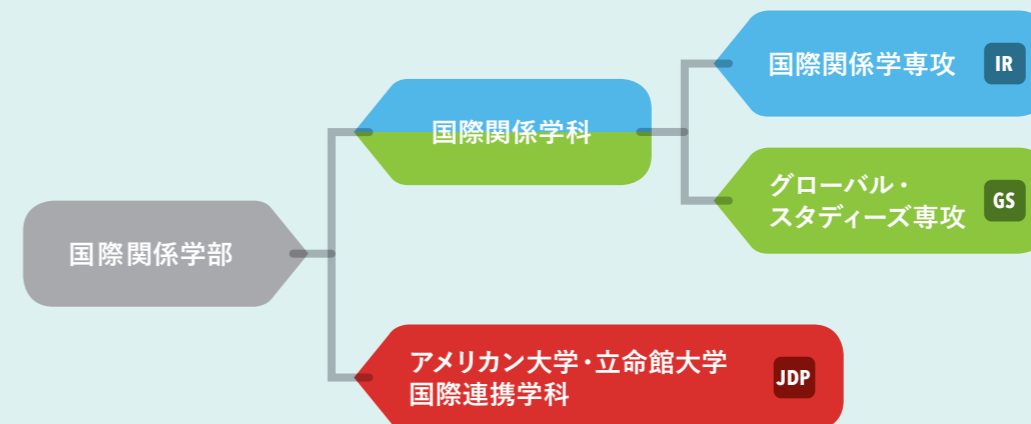 国際関係学部
国際関係学科
国際関係学専攻 IR
グローバル・
スタディーズ専攻 GS
アメリカン大学・立命館大学
国際連携学科 JDP